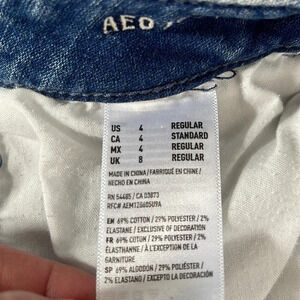 AEO
US 4 REGULAR
CA 4 STANDARD
MX 4 REGULAR
UK 8 REGULAR
MADE IN CHINA / FABRIQUÉ EN CHINE /
HECHO EN CHINA
RN 54485 / CA 03873
EN 69% COTTON / 29% POLYESTER / 2%
ELASTANE / EXCLUSIVE OF DECORATION
FR 69% COTON / 29% POLYESTER / 2%
ÉLASTHANNE / À L'EXCEPTION DE LA
GARNITURE
SP 69% ALGODÓN / 29% POLIÉSTER /
2% ELASTANO / EXCEPTO LA DECORACIÓN